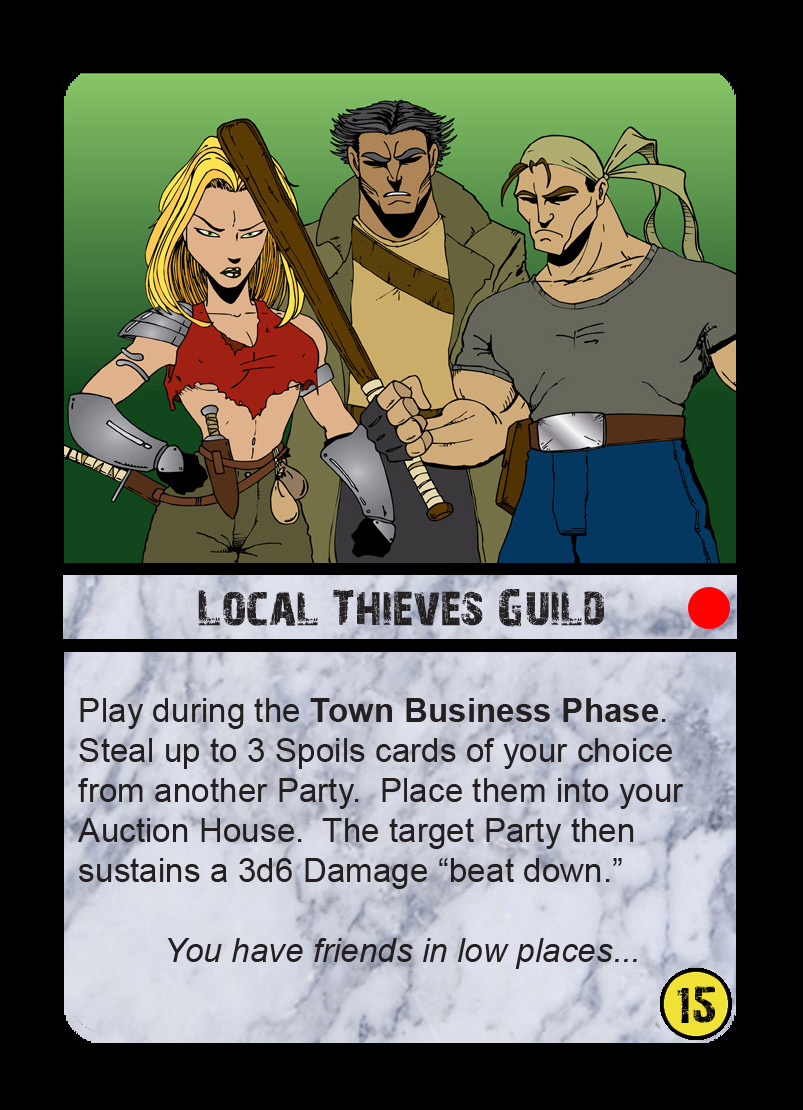 Local Thieves Guild
Play during the Town Business Phase.
Steal up to 3 Spoils cards of your choice
from another Party.  Place them into your
Auction House.  The target Party then
sustains a 3d6 Damage “beat down.”
You have friends in low places...
15